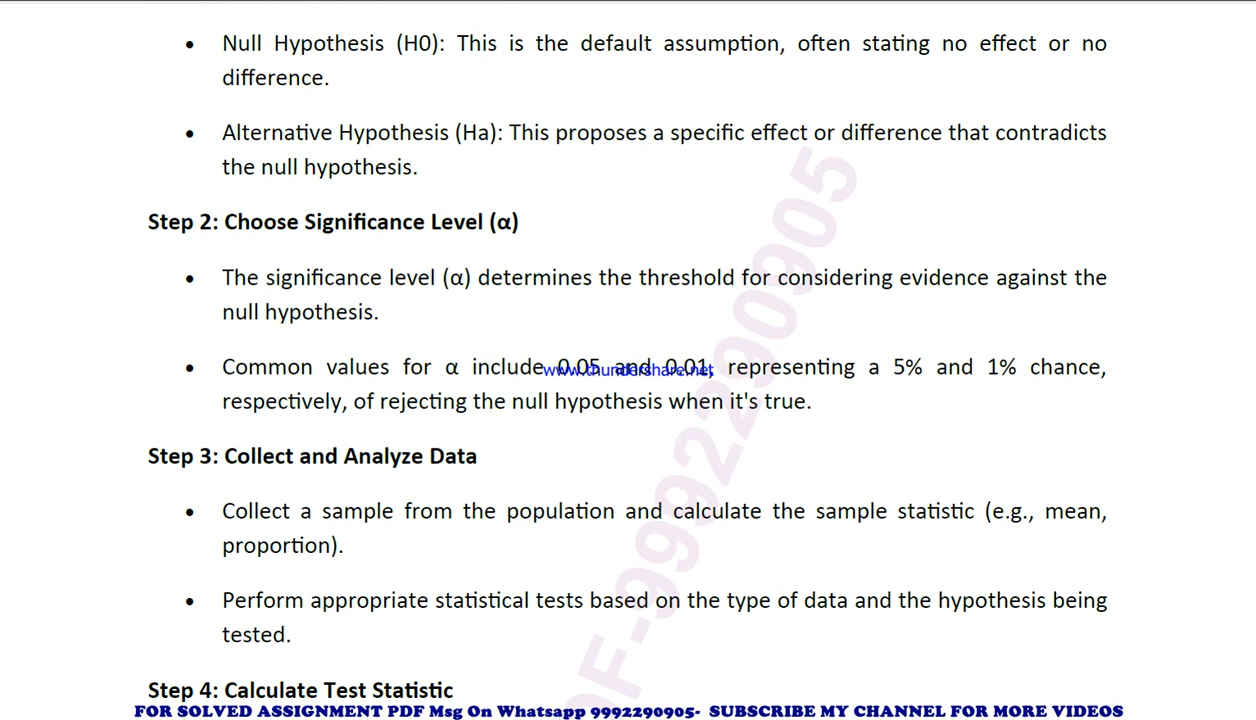 • Null Hypothesis (H0): This is the default assumption, often stating no effect or no
difference.
• Alternative Hypothesis (Ha): This proposes a specific effect or difference that contradicts
the null hypothesis.
Step 2: Choose Significance Level (α)
• The significance level (α) determines the threshold for considering evidence against the
null hypothesis.
• Common values for α include 0.05 and 0.01, representing a 5% and 1% chance,
www.thundershare.net
respectively, of rejecting the null hypothesis when it's true.
Step 3: Collect and Analyze Data
• Collect a sample from the population and calculate the sample statistic (e.g., mean,
proportion).
• Perform appropriate statistical tests based on the type of data and the hypothesis being
tested.
Step 4: Calculate Test Statistic
DF-9992290905
FOR SOLVED ASSIGNMENT PDF Msg On Whatsapp 9992290905- SUBSCRIBE MY CHANNEL FOR MORE VIDEOS